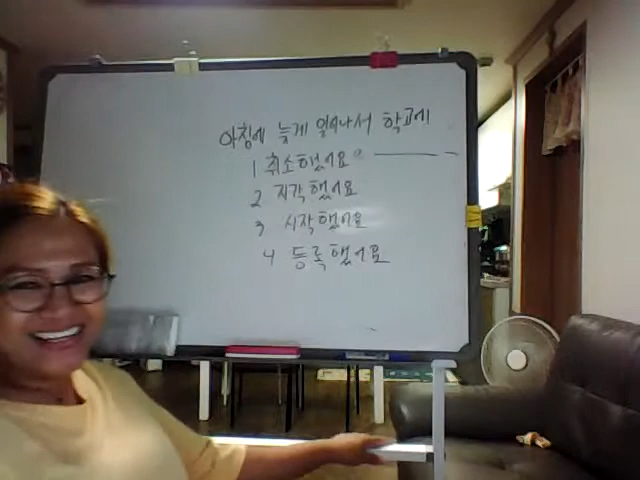 아침에 늦게 일어나서 학교에
1 취소했어요 ————
2 지각했어요
3 시작했어요
4 등록했어요